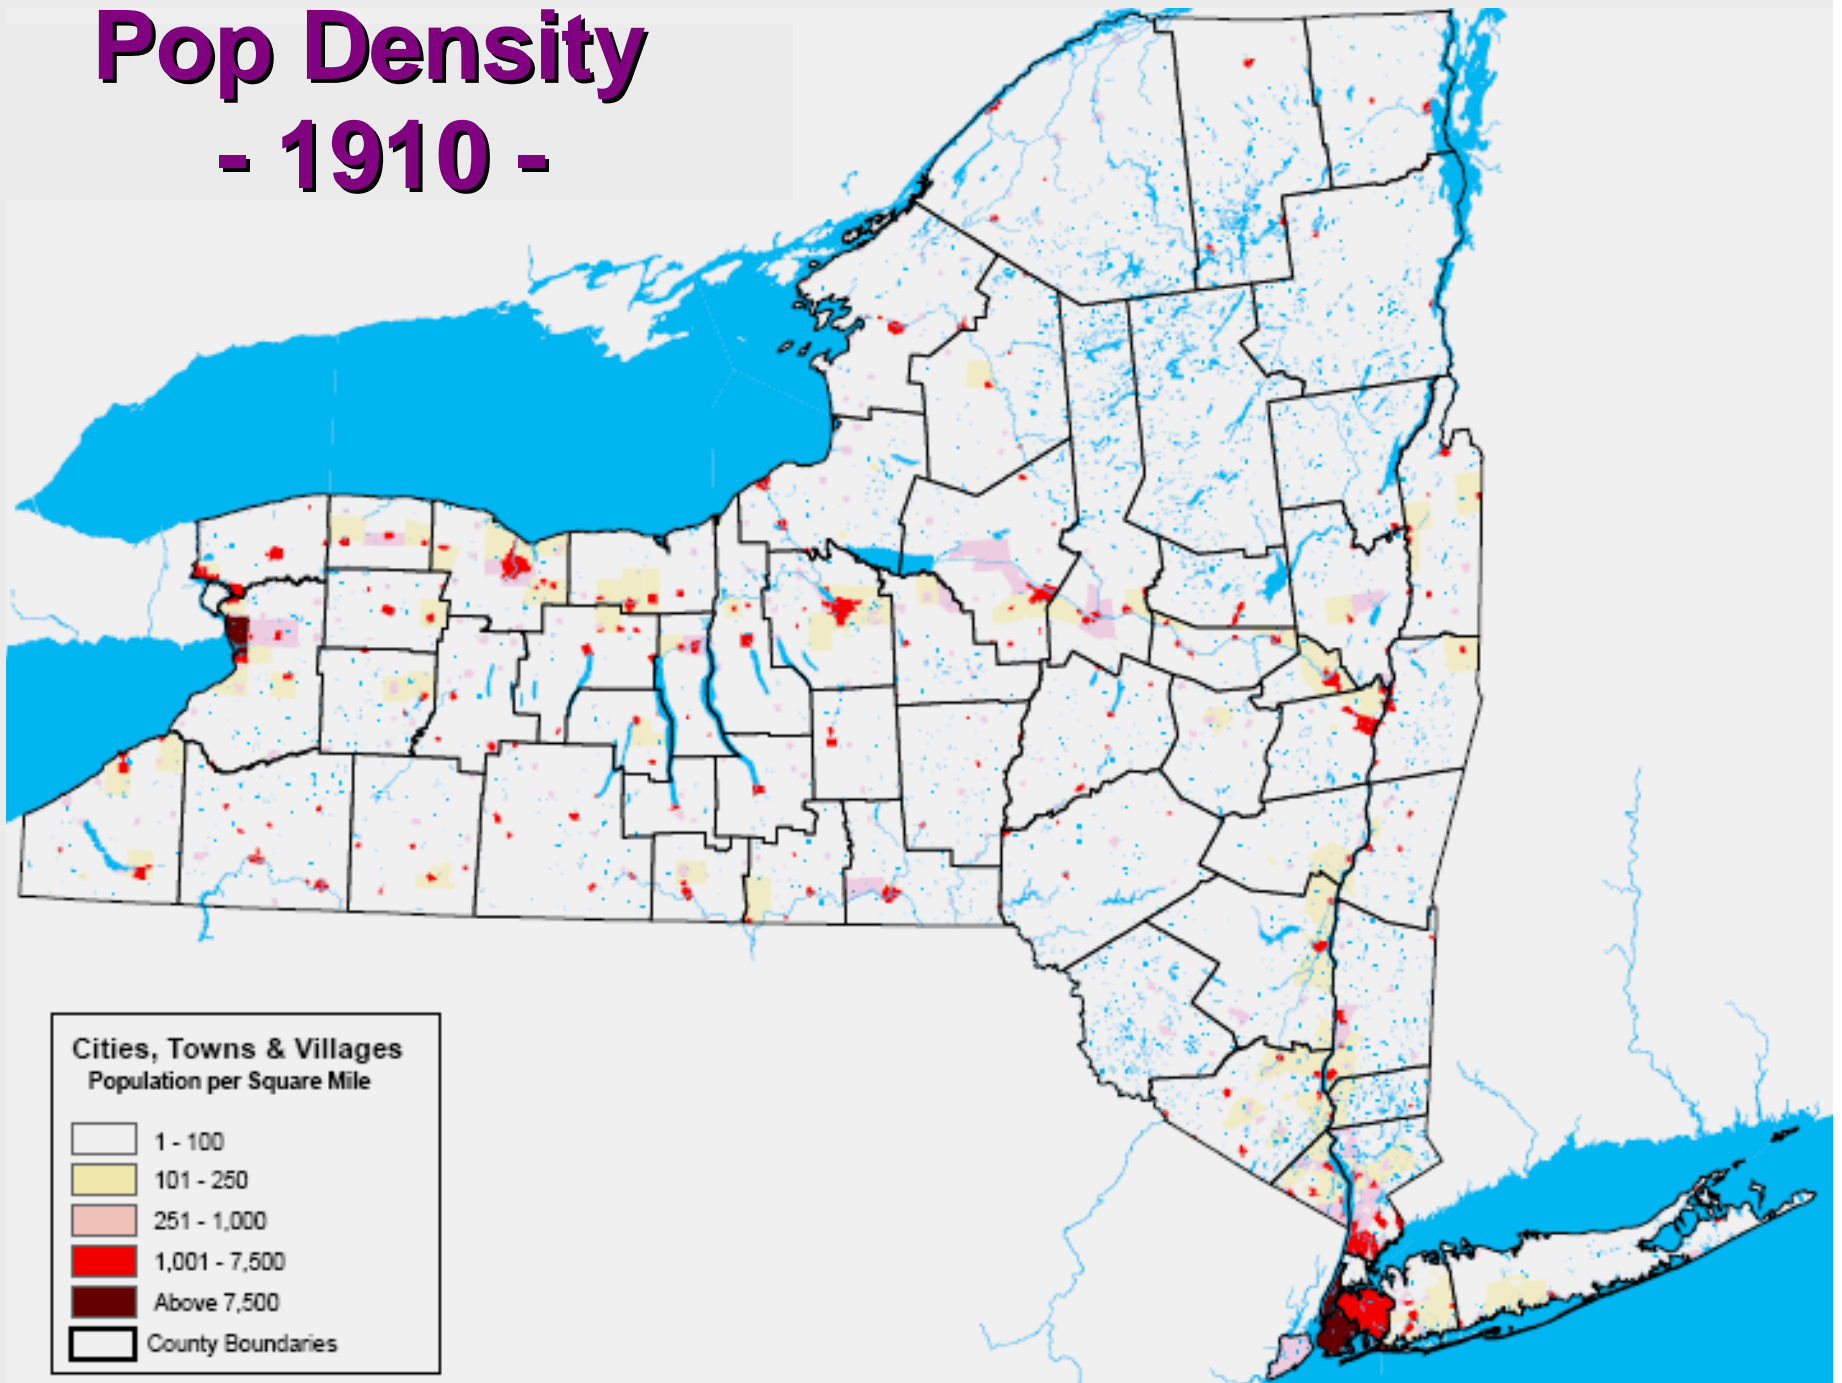 Pop Density
- 1910 -
Cities, Towns & Villages
Population per Square Mile
1 - 100
101 - 250
251 - 1,000
1,001 - 7,500
Above 7,500
County Boundaries